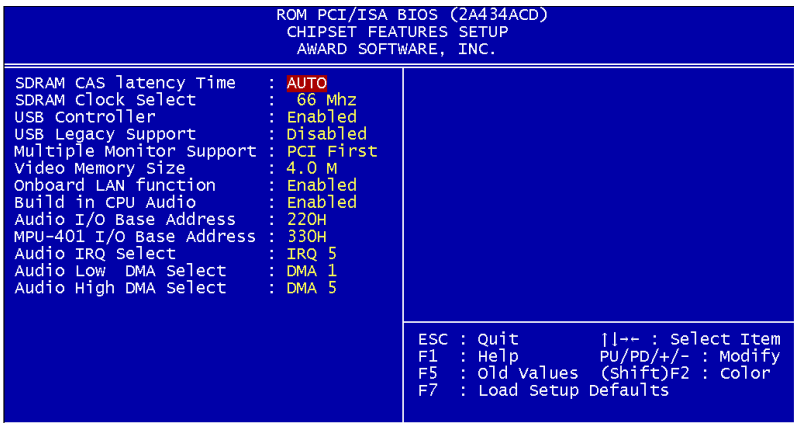 ROM PCI/ISA BIOS (2A434ACD)
CHIPSET FEATURES SETUP
AWARD SOFTWARE, INC.
SDRAM CAS latency Time : AUTO
SDRAM Clock Select : 66 Mhz
USB Controller : Enabled
USB Legacy Support : Disabled
Multiple Monitor Support : PCI First
Video Memory Size : 4.0 M
Onboard LAN function : Enabled
Build in CPU Audio : Enabled
Audio I/O Base Address : 220H
MPU-401 I/O Base Address : 330H
Audio IRQ Select : IRQ 5
Audio Low DMA Select : DMA 1
Audio High DMA Select : DMA 5
ESC : Quit ↑↓→← : Select Item
F1 : Help PU/PD/+/- : Modify
F5 : Old Values (Shift)F2 : Color
F7 : Load Setup Defaults